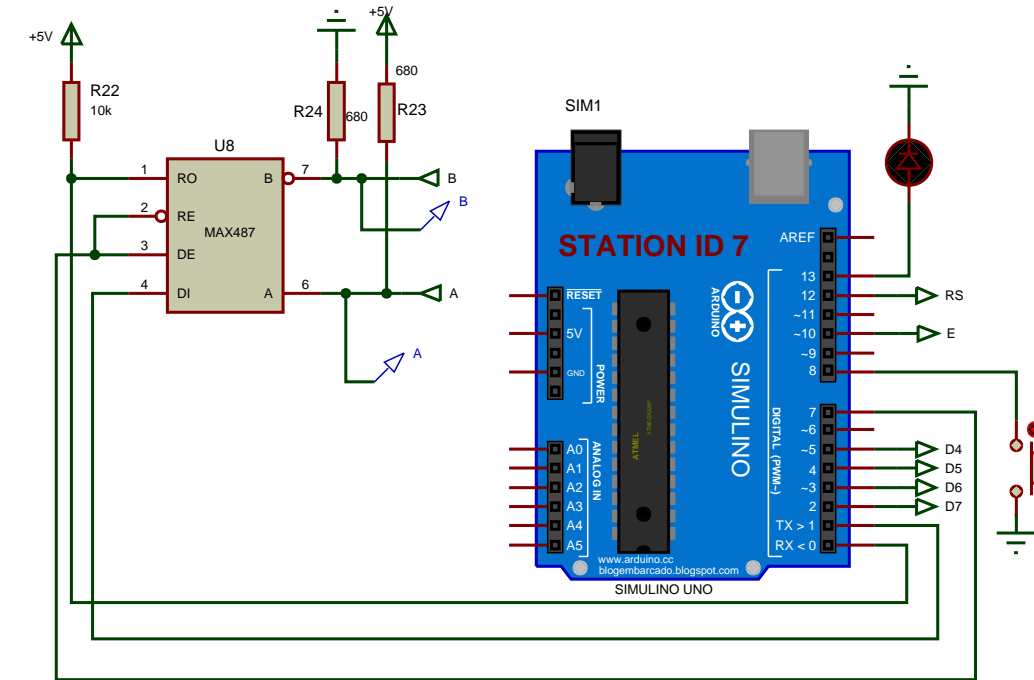 +5V
R22
10k
R24
680
+5V
680
R23
U8
1
RO
2
RE
3
DE
4
DI
MAX487
B
7
A
6
B
B
A
A
SIM1
STATION ID 7
AREF
13
12
~11
~10
~9
8
RS
E
RESET
5V
GND
POWER
ARDUINO
SIMULINO
DIGITAL (PWM~)
7
~6
~5
4
~3
2
TX > 1
RX < 0
D4
D5
D6
D7
A0
A1
A2
A3
A4
A5
ANALOG IN
ATMEL
ATMEGA328P
www.arduino.cc
blogembarcado.blogspot.com
SIMULINO UNO